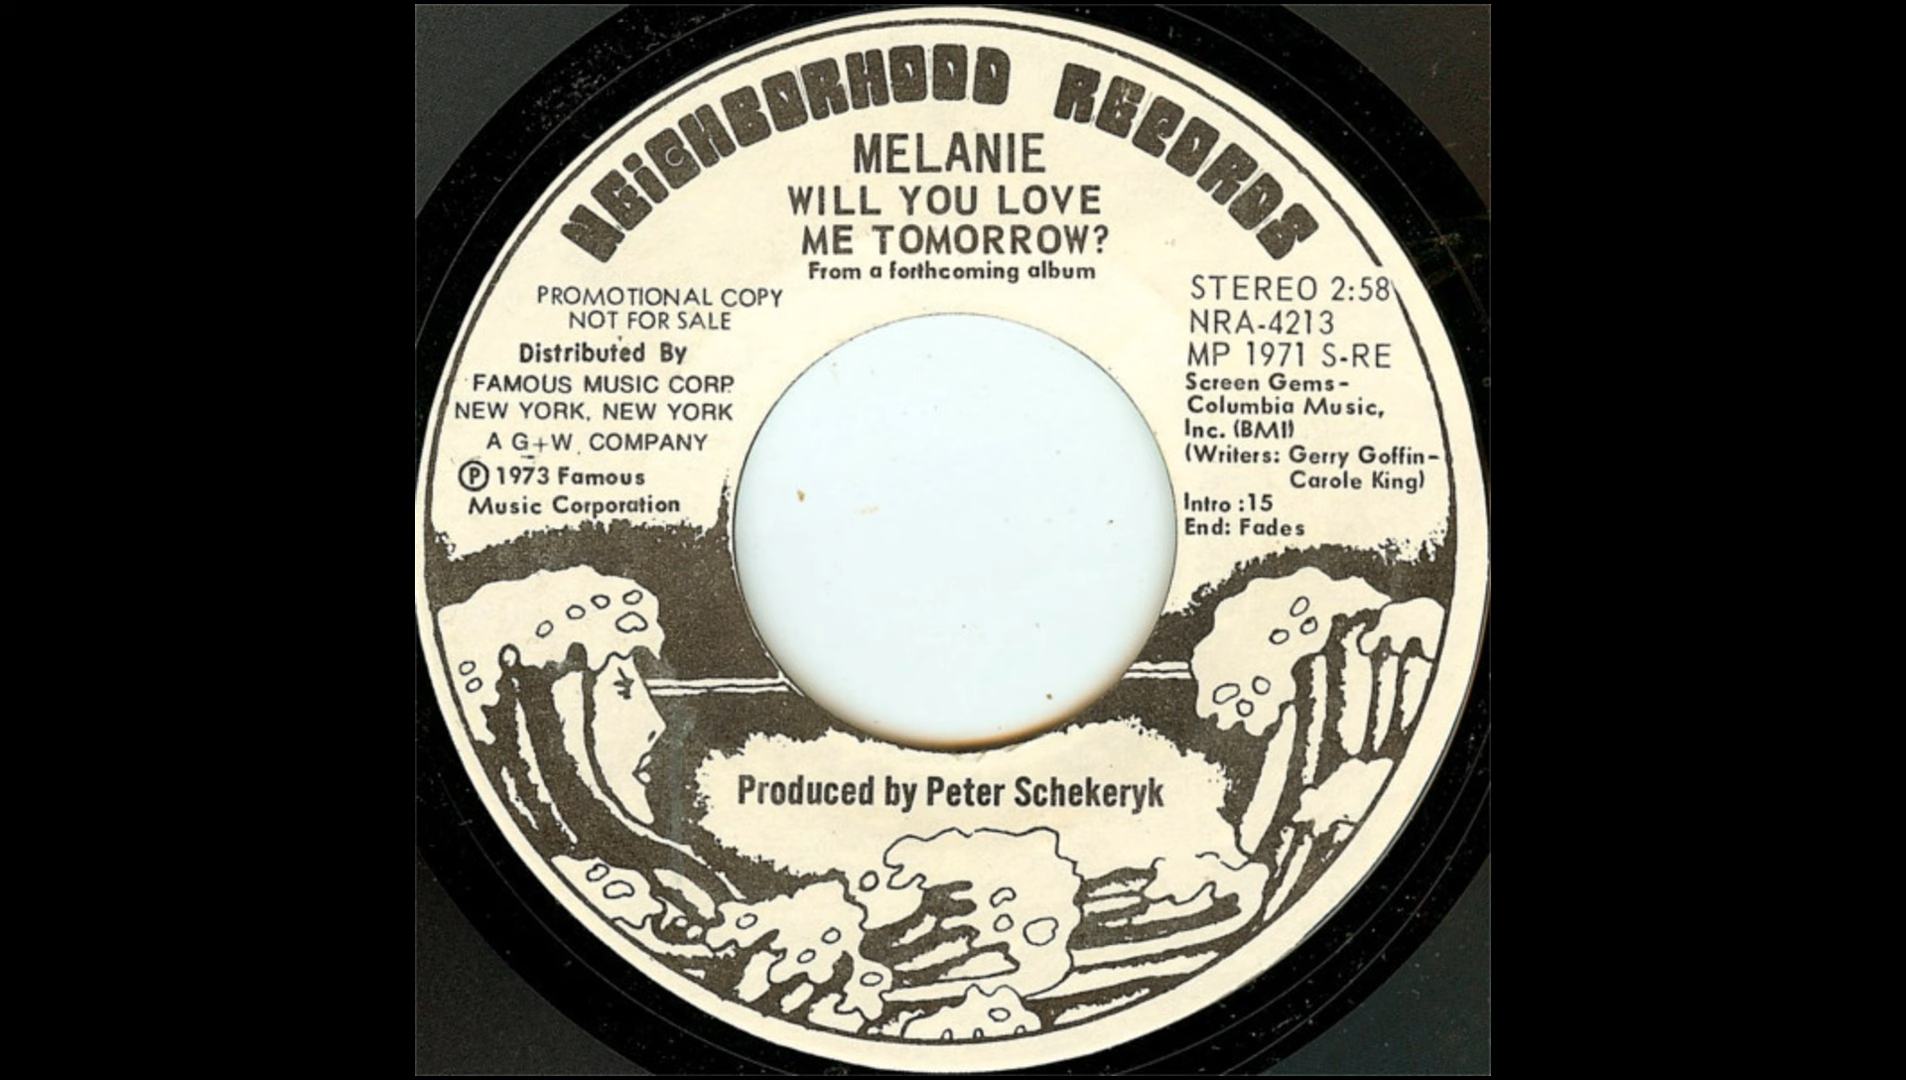 NEIGHBORHOOD RECORDS
MELANIE
WILL YOU LOVE
ME TOMORROW?
From a forthcoming album
PROMOTIONAL COPY
NOT FOR SALE
Distributed By
FAMOUS MUSIC CORP.
NEW YORK, NEW YORK
A G+W COMPANY
Ⓟ 1973 Famous
Music Corporation
STEREO 2:58
NRA-4213
MP 1971 S-RE
Screen Gems-
Columbia Music,
Inc. (BMI)
(Writers: Gerry Goffin-
Carole King)
Intro :15
End: Fades
Produced by Peter Schekeryk